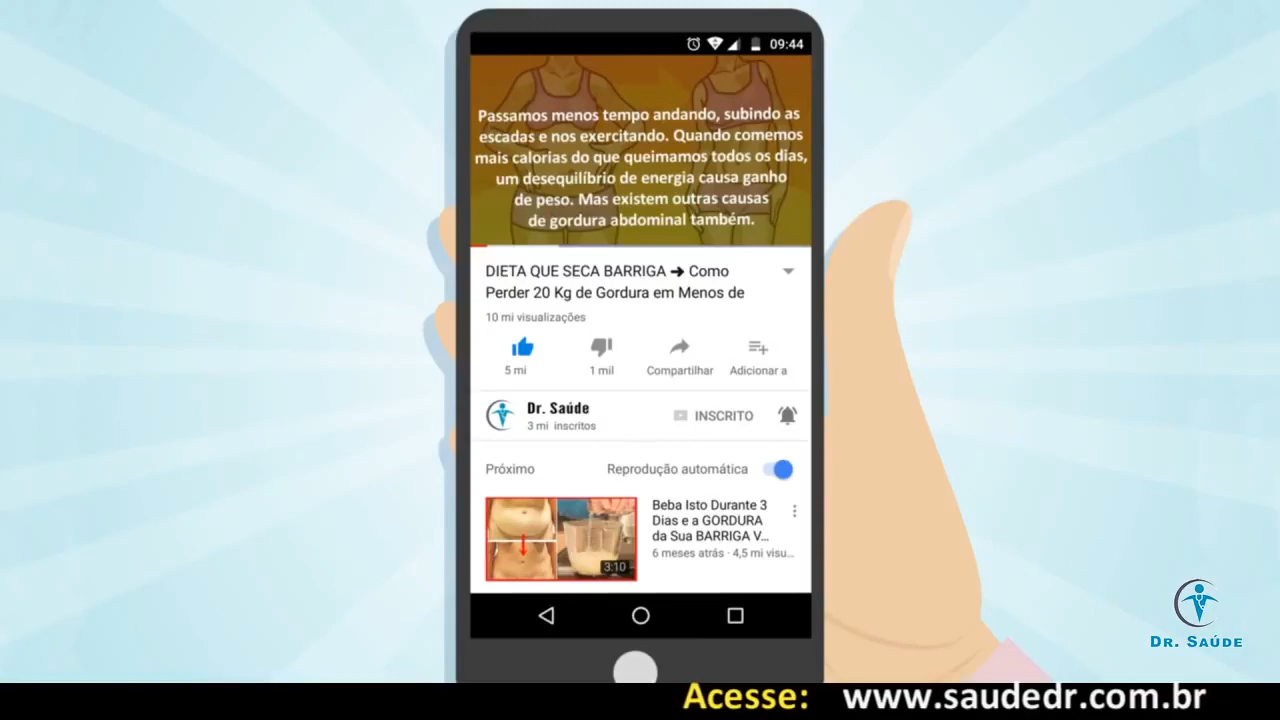 09:44
Passamos menos tempo andando, subindo as
escadas e nos exercitando. Quando comemos
mais calorias do que queimamos todos os dias,
um desequilíbrio de energia causa ganho
de peso. Mas existem outras causas
de gordura abdominal também.
DIETA QUE SECA BARRIGA ➜ Como
Perder 20 Kg de Gordura em Menos de
10 mi visualizações
5 mi 1 mil Compartilhar Adicionar a
Dr. Saúde
3 mi inscritos
INSCRITO
Próximo Reprodução automática
Beba Isto Durante 3
Dias e a GORDURA
da Sua BARRIGA V...
6 meses atrás · 4,5 mi visu...
3:10
DR. SAÚDE
Acesse: www.saudedr.com.br